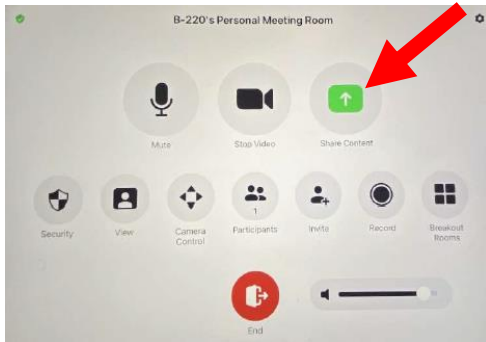 B-220's Personal Meeting Room
Mute
Stop Video
Share Content
1
Security
View
Camera
Control
Participants
Invite
Record
Breakout
Rooms
End